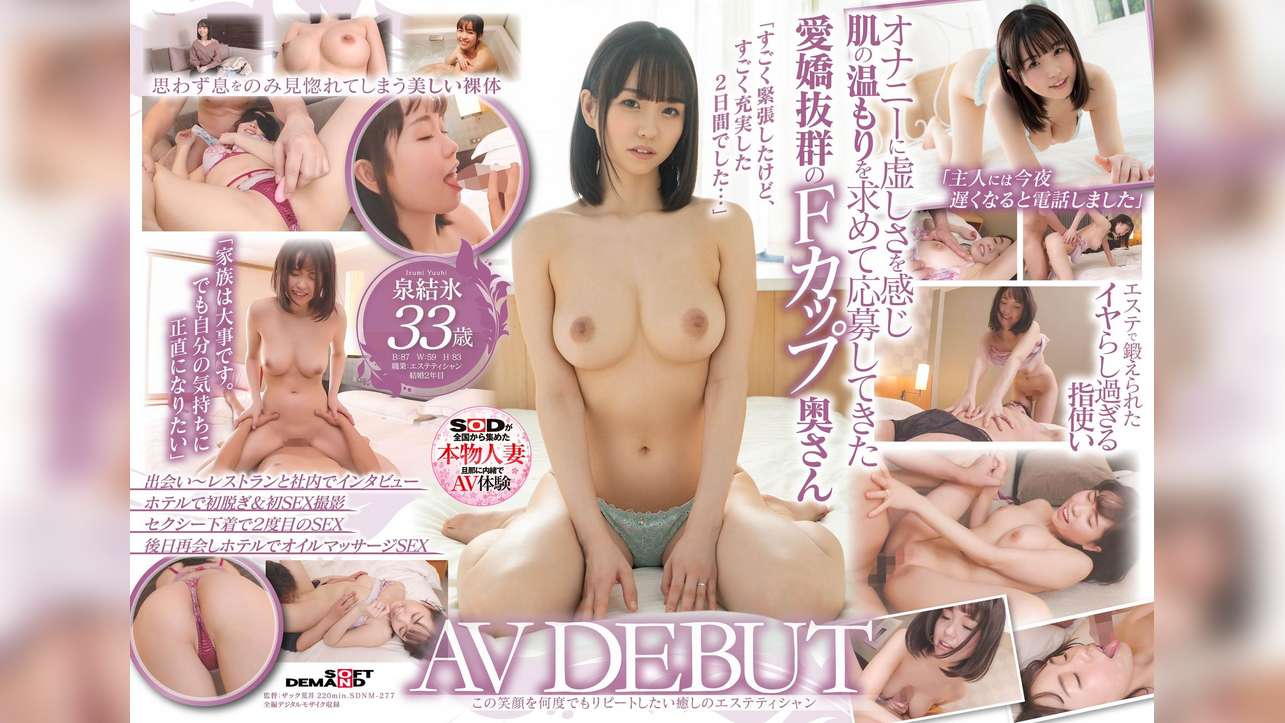 思わず息をのみ見惚れてしまう美しい裸体
「家族は大事です。
でも自分の気持ちに
正直になりたい」
Izumi Yuuhi
泉結氷
33歳
B:87 W:59 H:83
職業:エステティシャン
結婚2年目
SODが
全国から集めた
本物人妻
旦那に内緒で
AV体験
出会い~レストランと社内でインタビュー
ホテルで初脱ぎ&初SEX撮影
セクシー下着で2度目のSEX
後日再会しホテルでオイルマッサージSEX
SOFT
DEMAND
監督:ザック荒井 220min.SDNM-277
全編デジタルモザイク収録
オナニーに虚しさを感じ
肌の温もりを求めて応募してきた
愛嬌抜群のFカップ奥さん
「すごく緊張したけど、
すごく充実した
2日間でした…」
「主人には今夜
遅くなると電話しました」
エステで鍛えられた
イヤらし過ぎる
指使い
AV DEBUT
この笑顔を何度でもリピートしたい癒しのエステティシャン